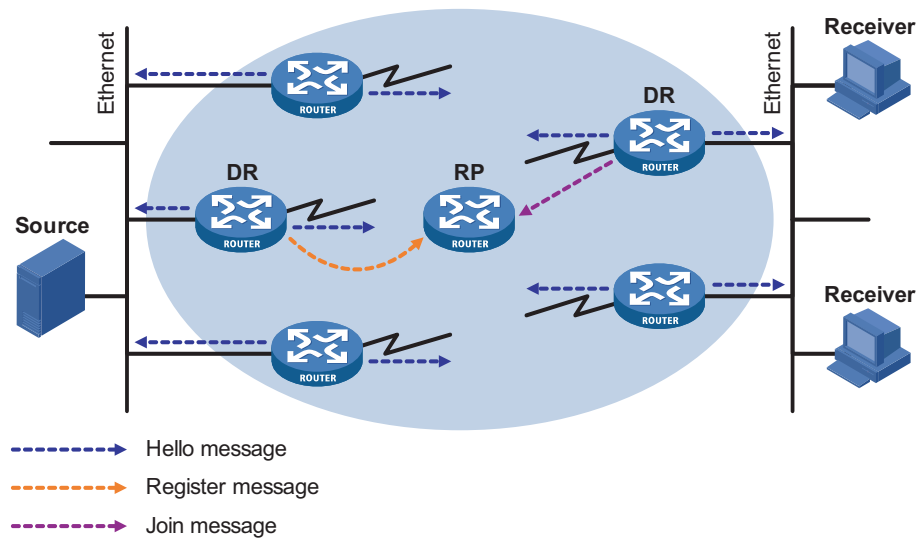 Ethernet
ROUTER
Ethernet
Receiver
DR
ROUTER
DR
ROUTER
RP
ROUTER
Source
ROUTER
Receiver
ROUTER
Hello message
Register message
Join message